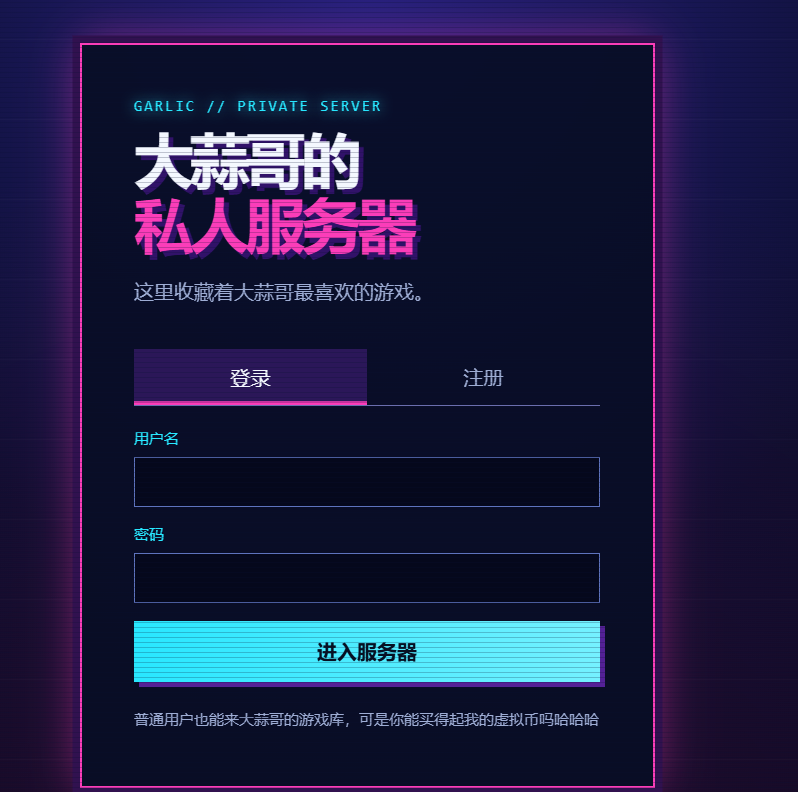 GARLIC // PRIVATE SERVER
大蒜哥的
私人服务器
这里收藏着大蒜哥最喜欢的游戏。
登录
注册
用户名
密码
进入服务器
普通用户也能来大蒜哥的游戏库，可是你能买得起我的虚拟币吗哈哈哈